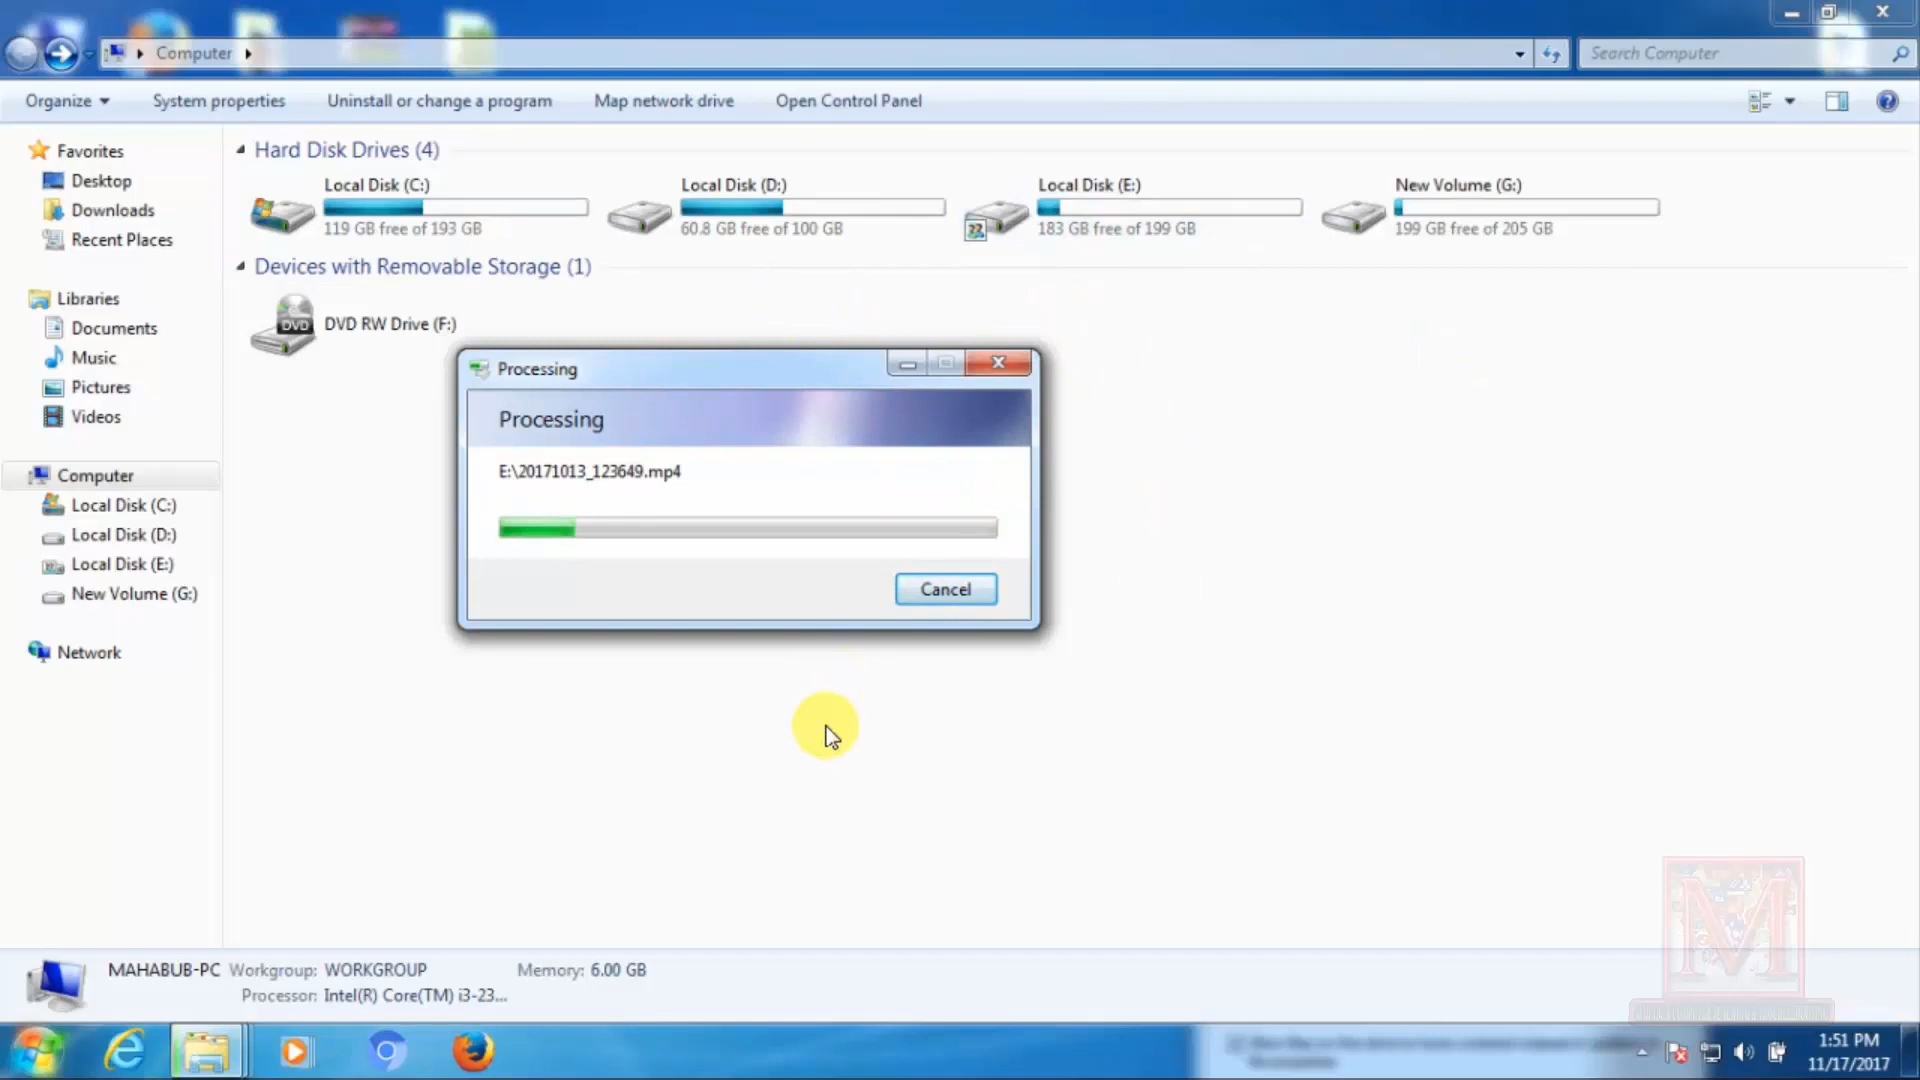 Computer
Search Computer
Organize
System properties
Uninstall or change a program
Map network drive
Open Control Panel
Favorites
Desktop
Downloads
Recent Places
Libraries
Documents
Music
Pictures
Videos
Computer
Local Disk (C:)
Local Disk (D:)
Local Disk (E:)
New Volume (G:)
Network
Hard Disk Drives (4)
Local Disk (C:)
119 GB free of 193 GB
Local Disk (D:)
60.8 GB free of 100 GB
Local Disk (E:)
183 GB free of 199 GB
New Volume (G:)
199 GB free of 205 GB
Devices with Removable Storage (1)
DVD
DVD RW Drive (F:)
Processing
Processing
E:\20171013_123649.mp4
Cancel
MAHABUB-PC Workgroup: WORKGROUP Memory: 6.00 GB
Processor: Intel(R) Core(TM) i3-23...
M
1:51 PM
11/17/2017